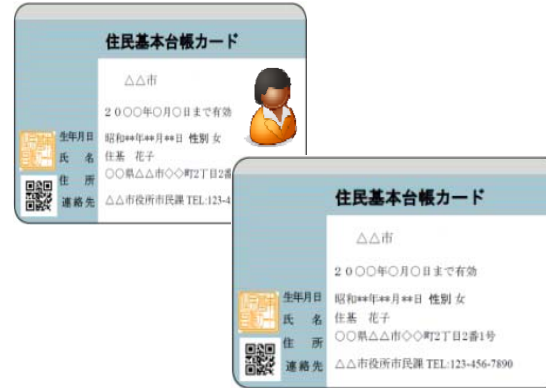 住民基本台帳カード
△△市
20○○年○月○日まで有効
生年月日 昭和**年**月**日 性別 女
氏名 住基 花子
住所 ○○県△△市◇◇町2丁目2番
連絡先 △△市役所市民課 TEL:123-4
住民基本台帳カード
△△市
20○○年○月○日まで有効
生年月日 昭和**年**月**日 性別 女
氏名 住基 花子
住所 ○○県△△市◇◇町2丁目2番1号
連絡先 △△市役所市民課 TEL:123-456-7890